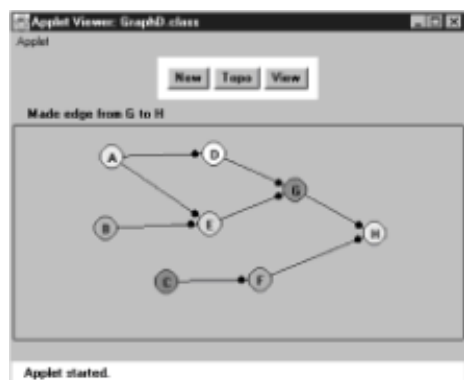 Applet Viewer: GraphD.class
Applet
New Topo View
Made edge from G to H
A D
G
B E H
C F
Applet started.